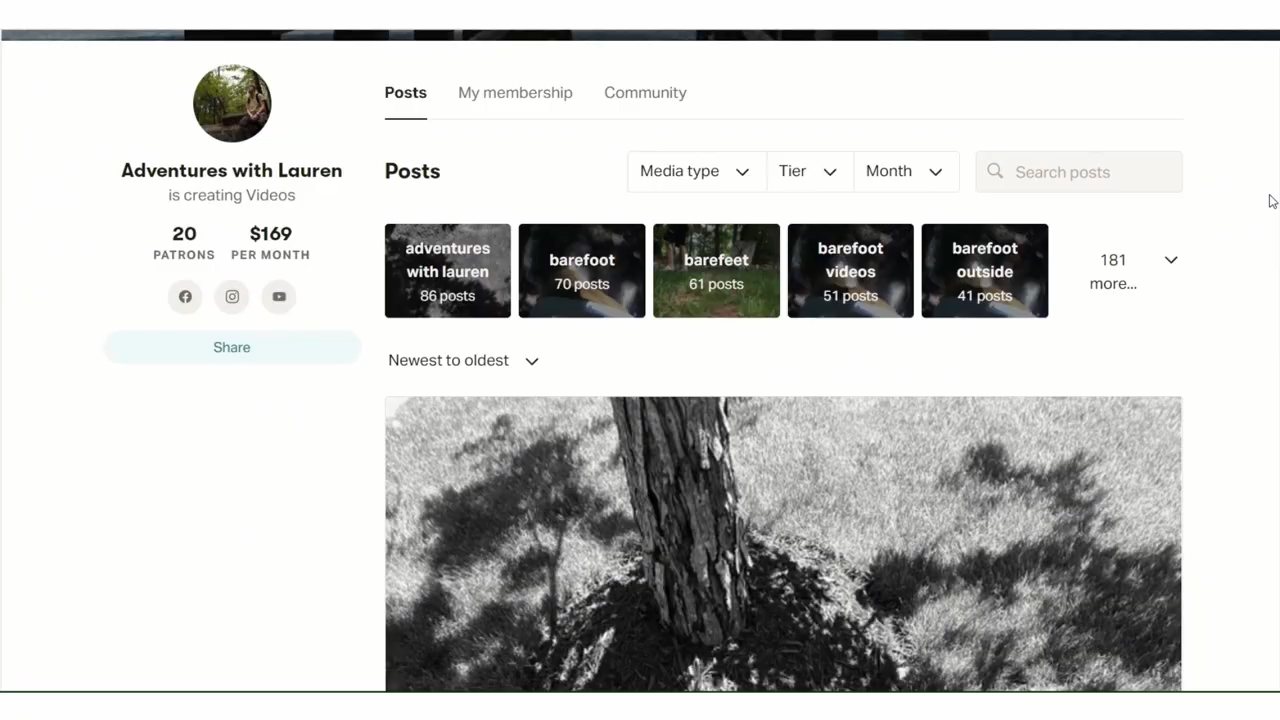 Posts
My membership
Community
Adventures with Lauren
is creating Videos
20
PATRONS
$169
PER MONTH
Share
Posts
Media type
Tier
Month
Search posts
adventures
with lauren
86 posts
barefoot
70 posts
barefeet
61 posts
barefoot
videos
51 posts
barefoot
outside
41 posts
181
more...
Newest to oldest